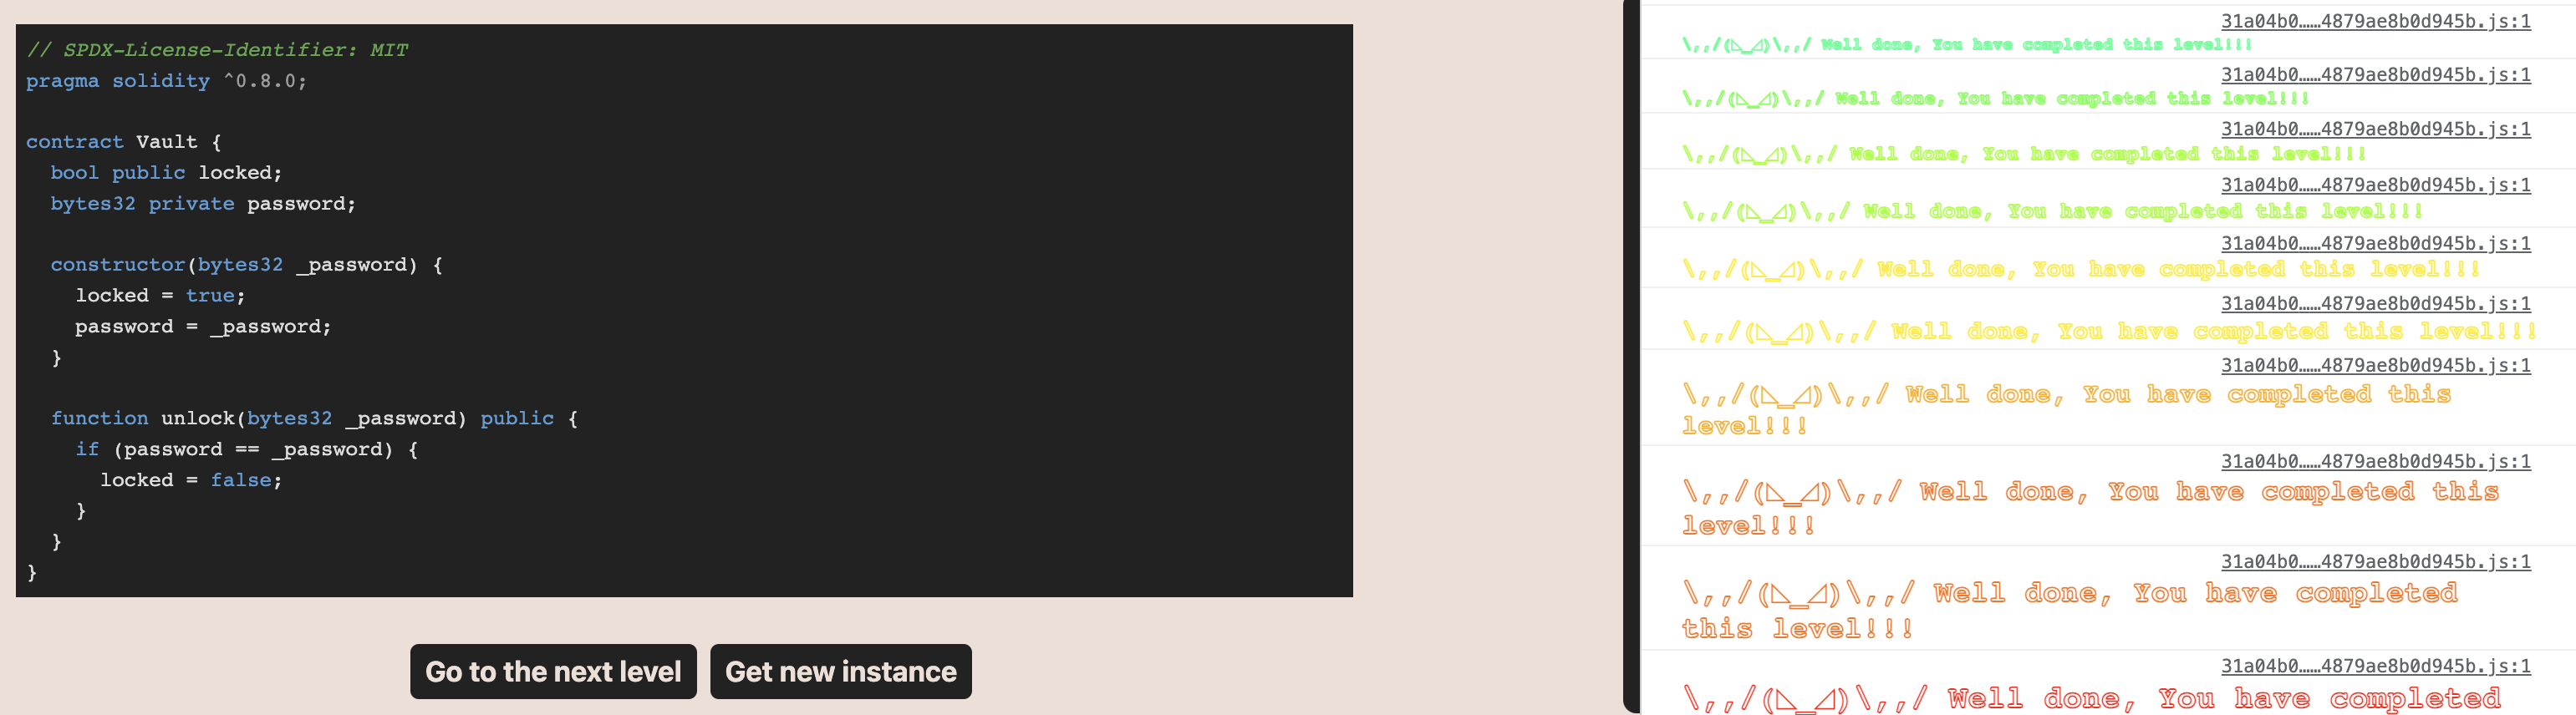 // SPDX-License-Identifier: MIT
pragma solidity ^0.8.0;
contract Vault {
bool public locked;
bytes32 private password;
constructor(bytes32 _password) {
locked = true;
password = _password;
}
function unlock(bytes32 _password) public {
if (password == _password) {
locked = false;
}
}
}
Go to the next level
Get new instance
31a04b0……4879ae8b0d945b.js:1
\,,/(◺_◿)\,,/ Well done, You have completed this level!!!
31a04b0……4879ae8b0d945b.js:1
\,,/(◺_◿)\,,/ Well done, You have completed this level!!!
31a04b0……4879ae8b0d945b.js:1
\,,/(◺_◿)\,,/ Well done, You have completed this level!!!
31a04b0……4879ae8b0d945b.js:1
\,,/(◺_◿)\,,/ Well done, You have completed this level!!!
31a04b0……4879ae8b0d945b.js:1
\,,/(◺_◿)\,,/ Well done, You have completed this level!!!
31a04b0……4879ae8b0d945b.js:1
\,,/(◺_◿)\,,/ Well done, You have completed this level!!!
31a04b0……4879ae8b0d945b.js:1
\,,/(◺_◿)\,,/ Well done, You have completed this
level!!!
31a04b0……4879ae8b0d945b.js:1
\,,/(◺_◿)\,,/ Well done, You have completed this
level!!!
31a04b0……4879ae8b0d945b.js:1
\,,/(◺_◿)\,,/ Well done, You have completed
this level!!!
31a04b0……4879ae8b0d945b.js:1
\,,/(◺_◿)\,,/ Well done, You have completed